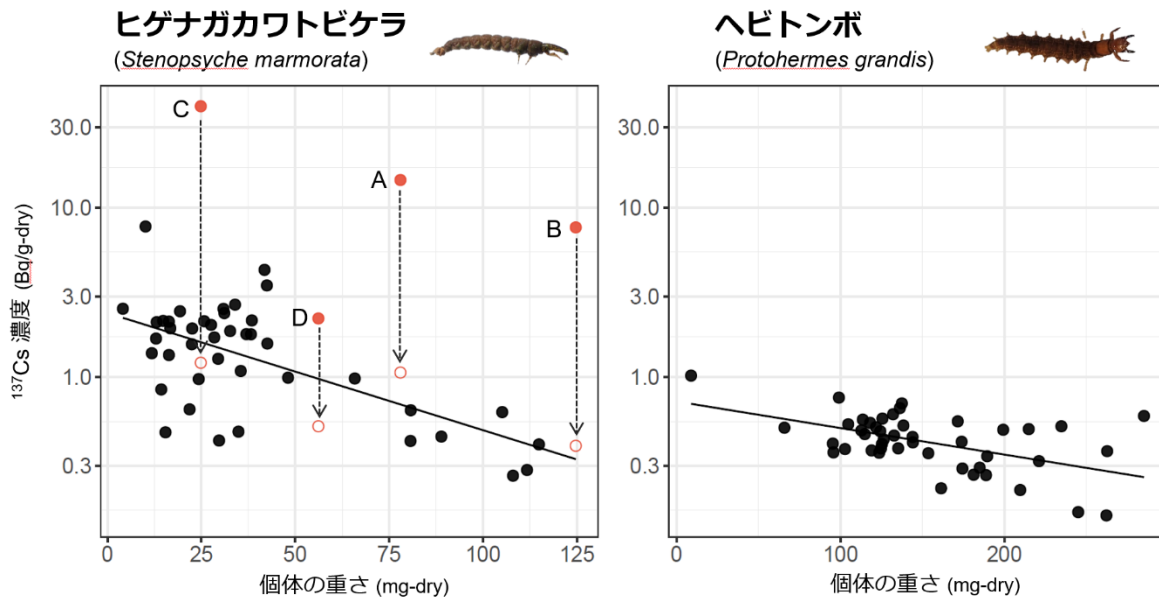 ヒゲナガカワトビケラ
(Stenopsyche marmorata)
ヘビトンボ
(Protohermes grandis)
137Cs 濃度 (Bq/g-dry)
30.0
10.0
3.0
1.0
0.3
C
A
B
D
0
25
50
75
100
125
個体の重さ (mg-dry)
30.0
10.0
3.0
1.0
0.3
0
100
200
個体の重さ (mg-dry)